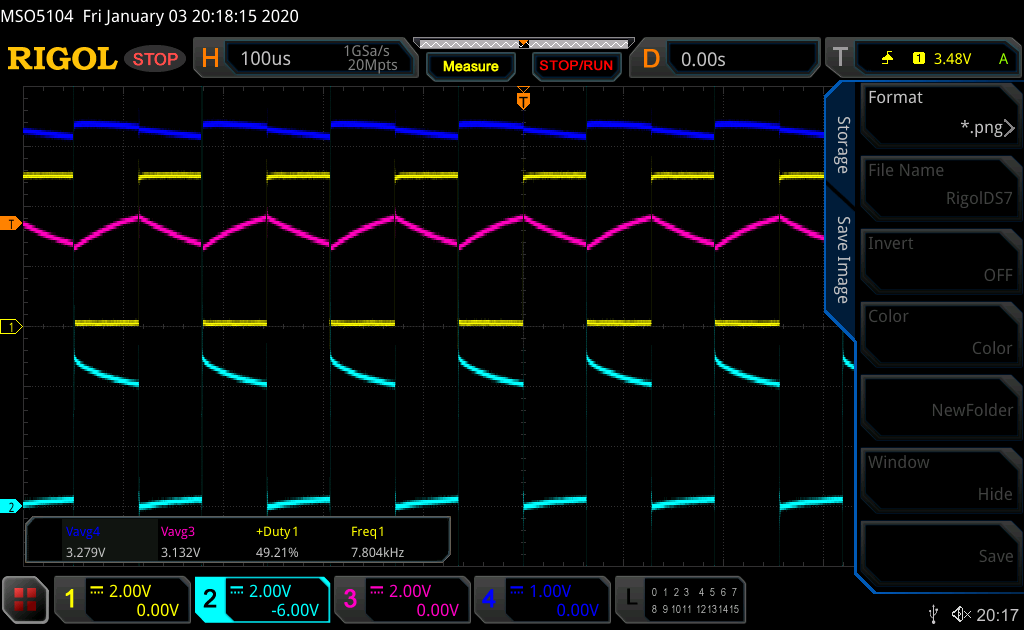 MSO5104 Fri January 03 20:18:15 2020
RIGOL STOP H 100us 1GSa/s 20Mpts Measure STOP/RUN D 0.00s T 1 3.48V A
T
Storage
Save Image
Format
*.png
File Name
RigolDS7
Invert
OFF
Color
Color
NewFolder
Window
Hide
Save
T
1
2
Vavg4 Vavg3 +Duty1 Freq1
3.279V 3.132V 49.21% 7.804kHz
1 2.00V 0.00V
2 2.00V -6.00V
3 2.00V 0.00V
4 1.00V 0.00V
L 0 1 2 3 4 5 6 7
8 9 10 11 12 13 14 15
20:17